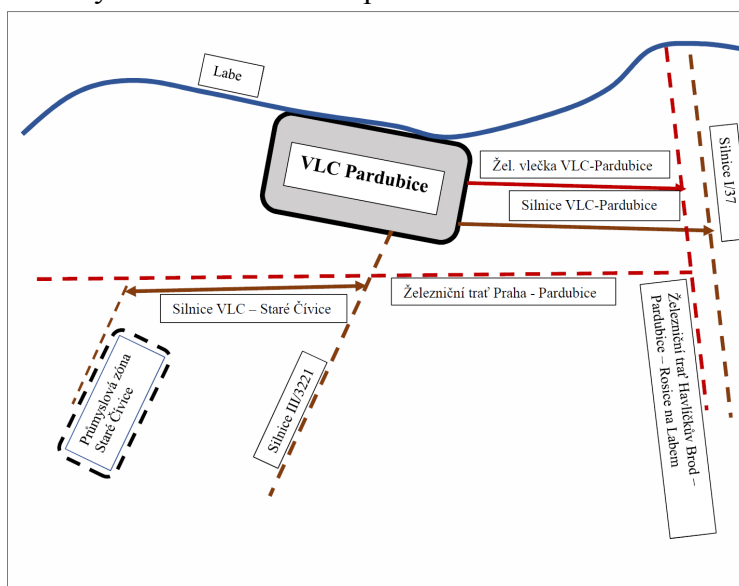 Labe
VLC Pardubice
Žel. vlečka VLC-Pardubice
Silnice VLC-Pardubice
Silnice I/37
Silnice VLC – Staré Čívice
Železniční trať Praha - Pardubice
Průmyslová zóna
Staré Čívice
Silnice III/3221
Železniční trať Havlíčkův Brod –
Pardubice – Rosice na Labem